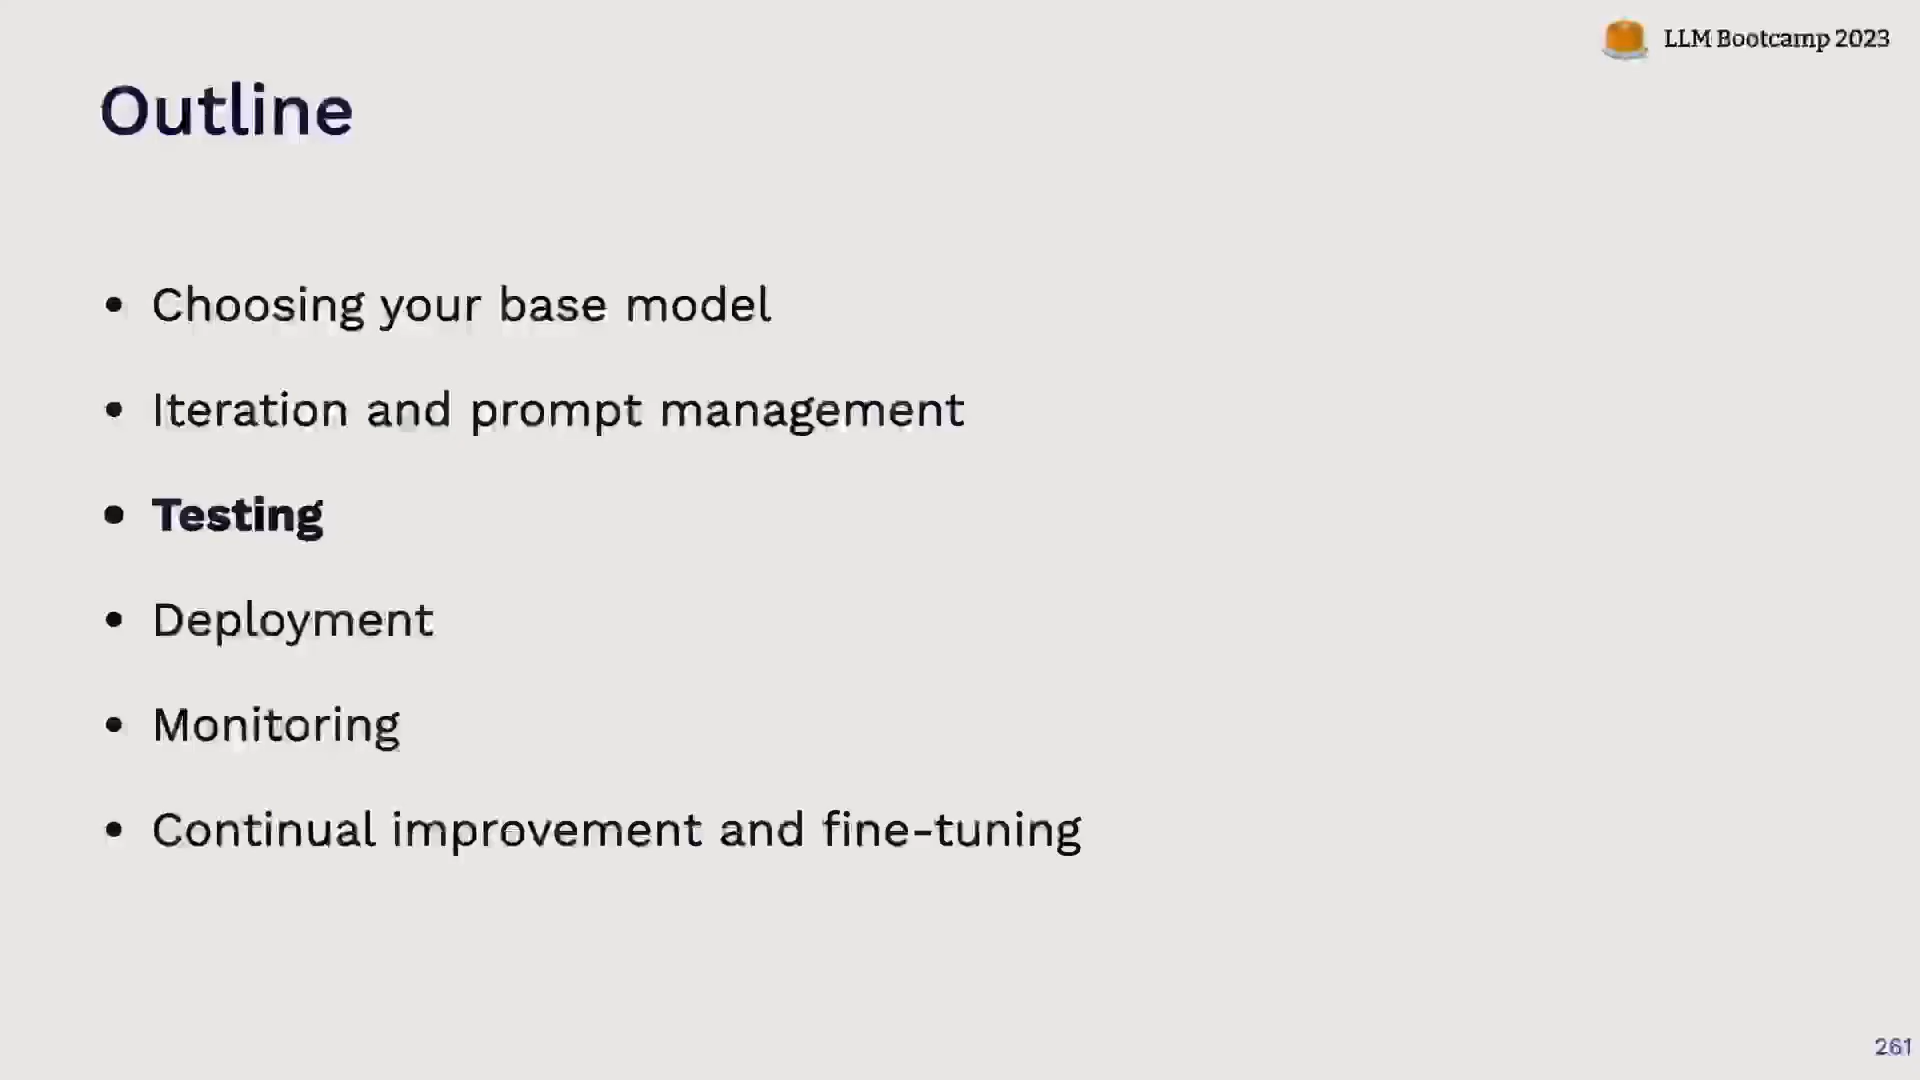 LLM Bootcamp 2023
Outline
• Choosing your base model
• Iteration and prompt management
• Testing
• Deployment
• Monitoring
• Continual improvement and fine-tuning
261